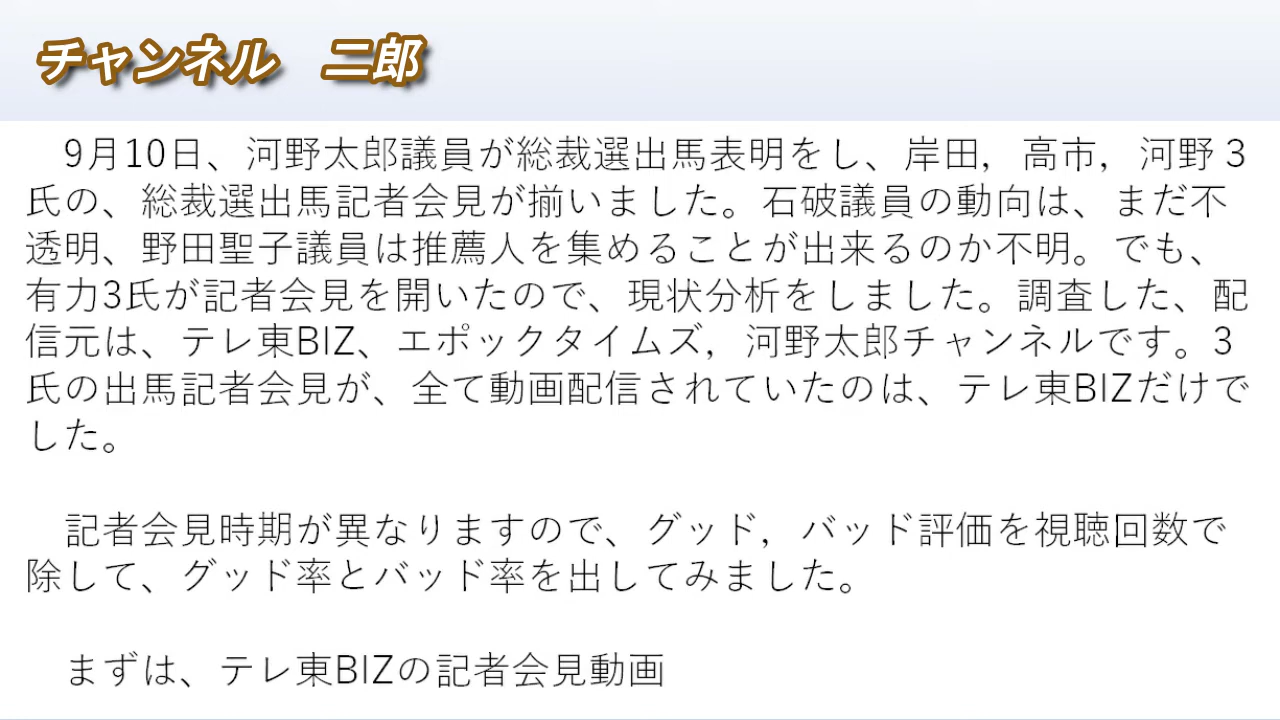 チャンネル　二郎
　9月10日、河野太郎議員が総裁選出馬表明をし、岸田，高市，河野３
氏の、総裁選出馬記者会見が揃いました。石破議員の動向は、まだ不
透明、野田聖子議員は推薦人を集めることが出来るのか不明。でも、
有力3氏が記者会見を開いたので、現状分析をしました。調査した、配
信元は、テレ東BIZ、エポックタイムズ，河野太郎チャンネルです。3
氏の出馬記者会見が、全て動画配信されていたのは、テレ東BIZだけで
した。
　記者会見時期が異なりますので、グッド，バッド評価を視聴回数で
除して、グッド率とバッド率を出してみました。
　まずは、テレ東BIZの記者会見動画